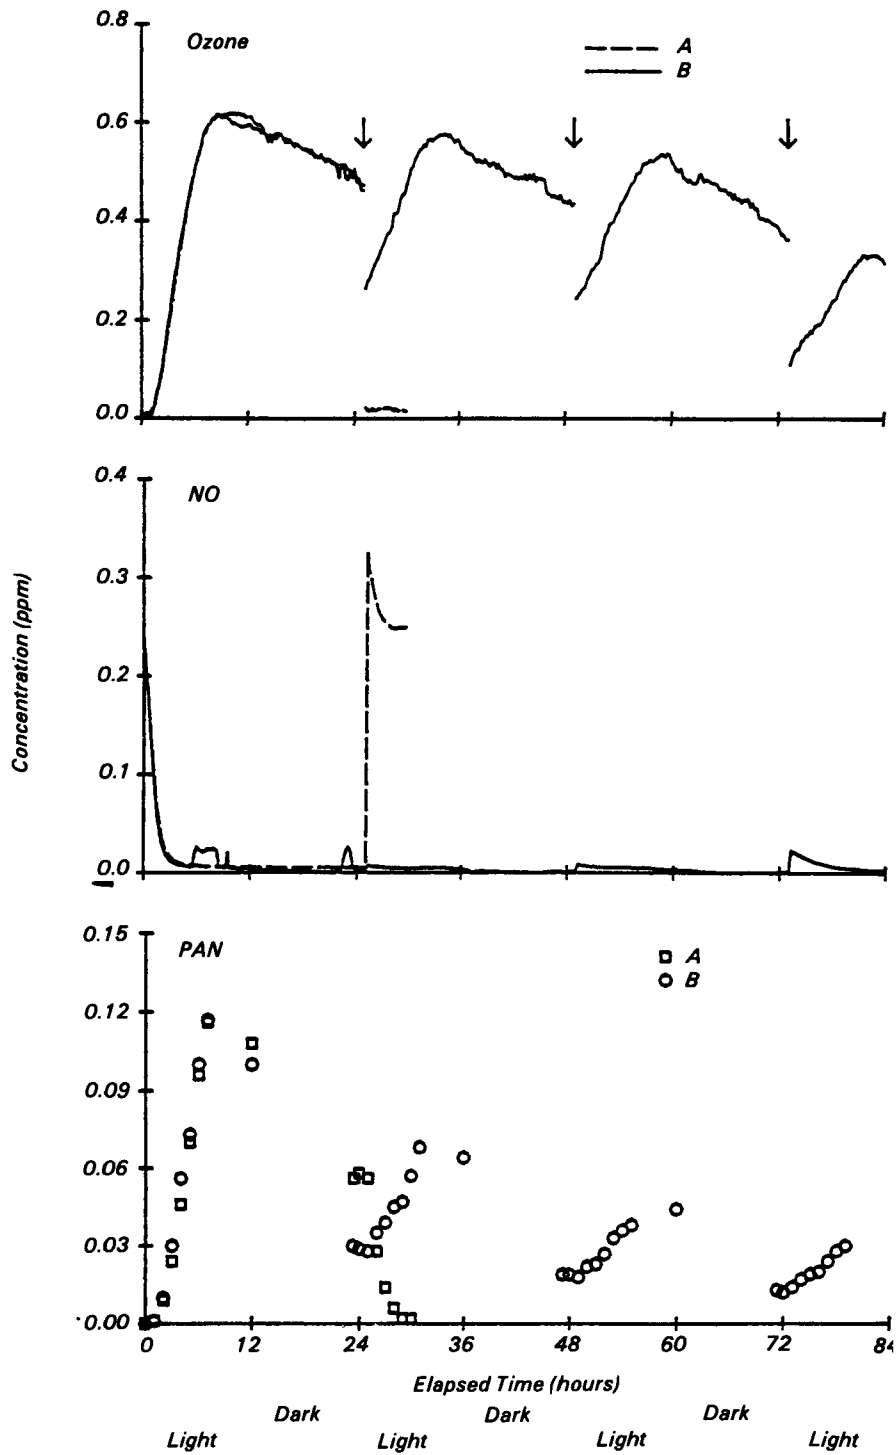 Ozone
A
B
0.8
0.6
0.4
0.2
0.0
NO
0.4
0.3
0.2
0.1
0.0
Concentration (ppm)
PAN
A
B
0.15
0.12
0.09
0.06
0.03
0.00
0 12 24 36 48 60 72 84
Elapsed Time (hours)
Dark Dark Dark
Light Light Light Light